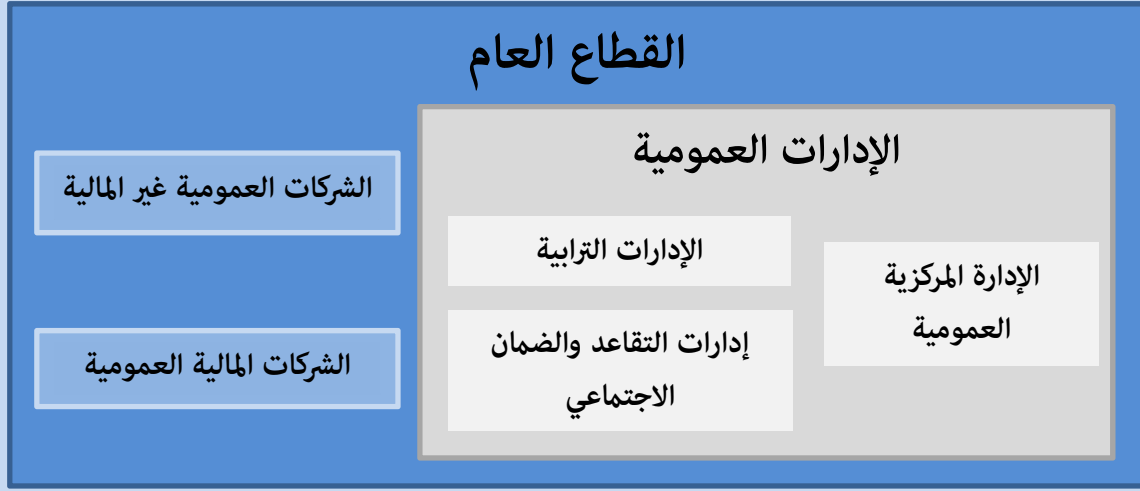 القطاع العام
الإدارات العمومية
الإدارة المركزية
العمومية
الإدارات الترابية
إدارات التقاعد والضمان
الاجتماعي
الشركات العمومية غير المالية
الشركات المالية العمومية